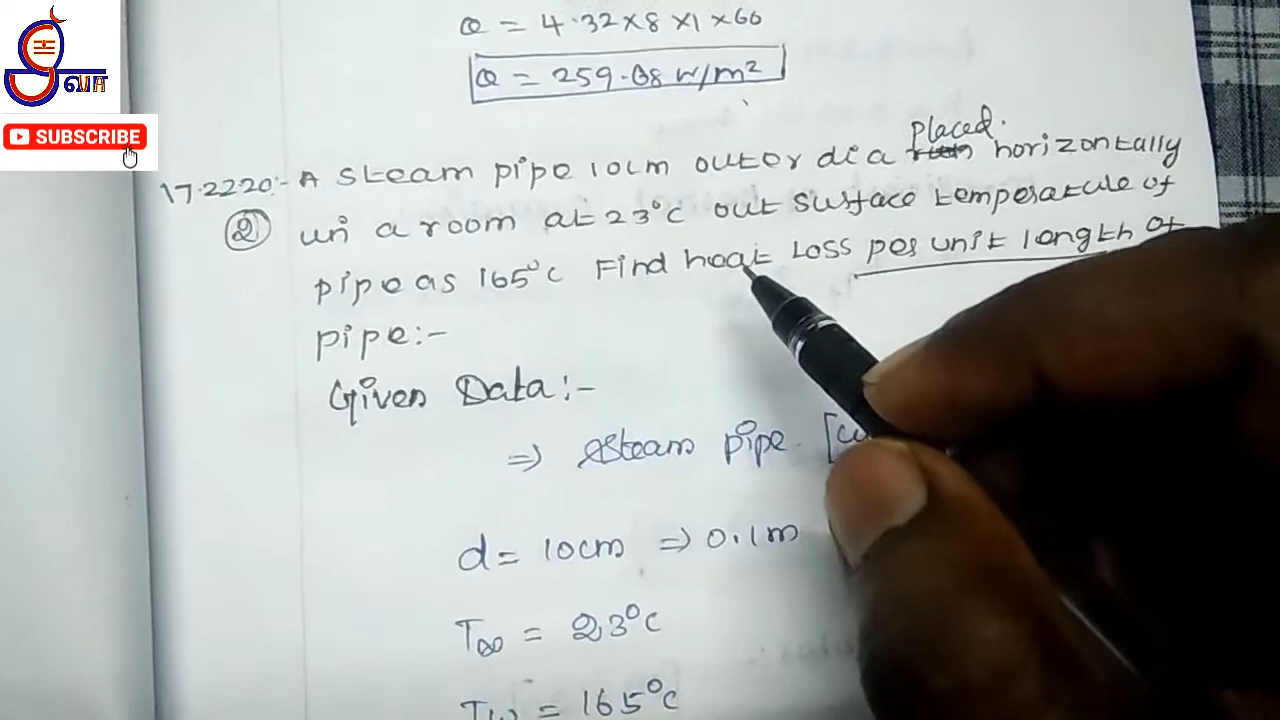 Q = 4.32×8×1×60
Q = 259.08 W/m²
SUBSCRIBE
placed.
17.2220:- A steam pipe 10cm outer dia horizontally
② in a room at 23°C out surface temperature of
pipe as 165°C Find heat Loss per unit length of
pipe:-
Given Data:-
⇒ Steam pipe
d = 10cm ⇒ 0.1m
T∞ = 23°C
Tw = 165°C